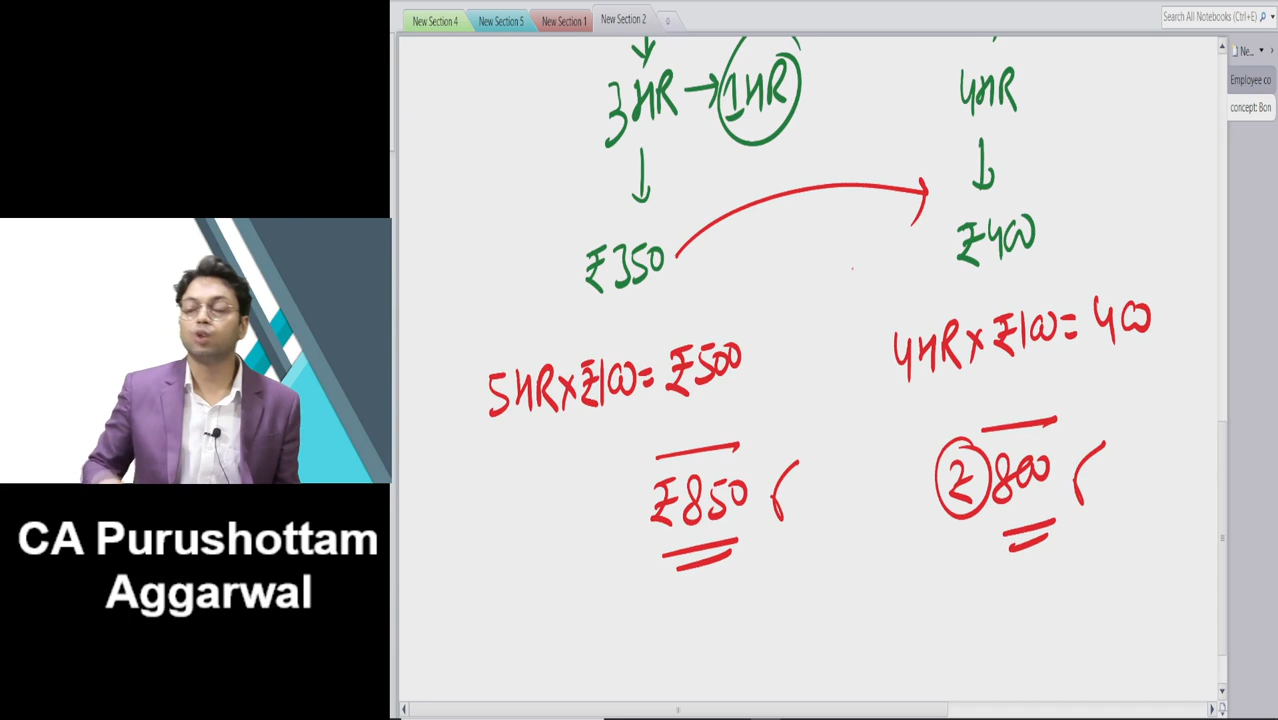 New Section 4 New Section 5 New Section 1 New Section 2
Search All Notebooks (Ctrl+E)
Ne...
Employee co
concept: Bon
3HR → 1HR
4HR
₹350
₹400
5HR x ₹100 = ₹500
4HR x ₹100 = 400
₹850
₹800
CA Purushottam
Aggarwal